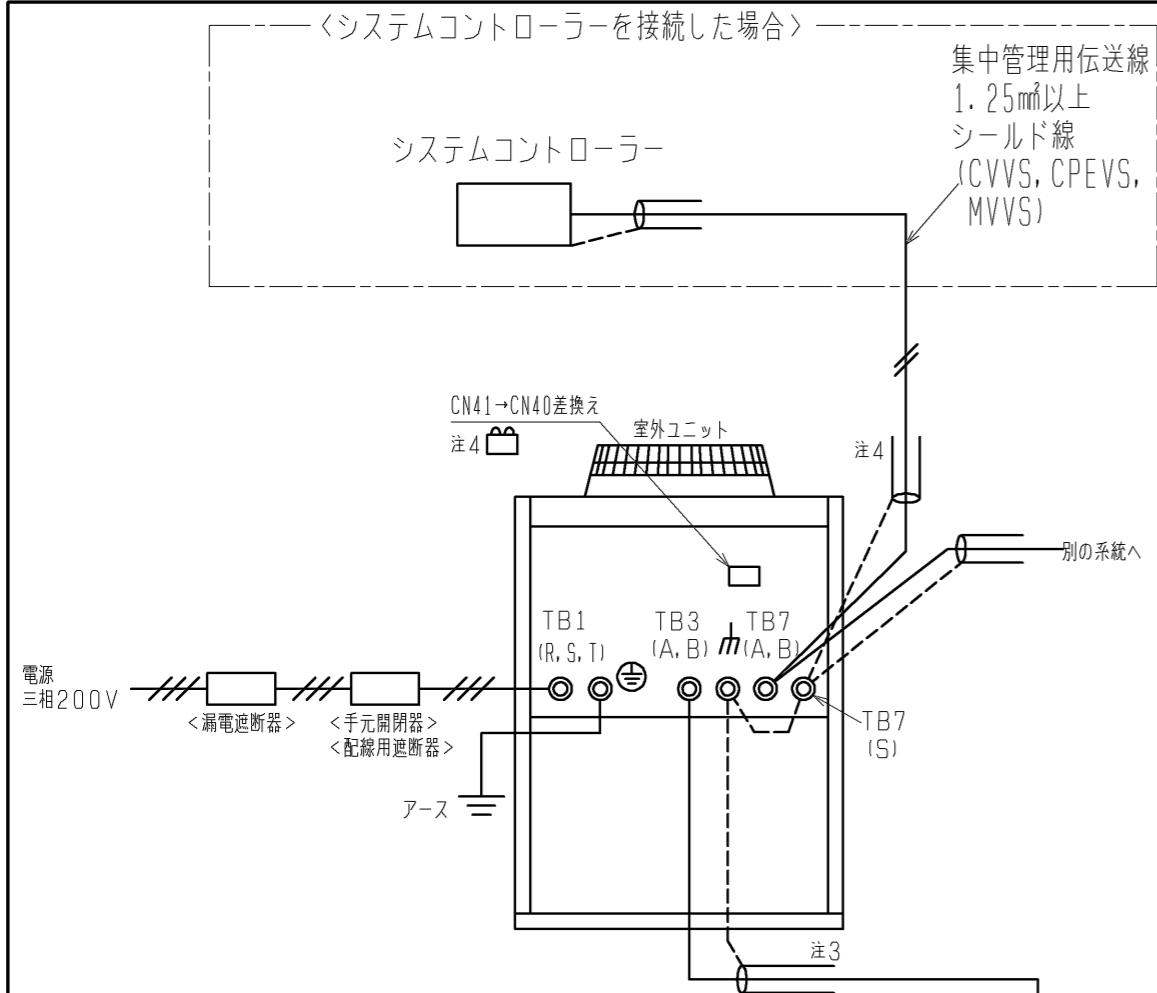 〈システムコントローラーを接続した場合〉
集中管理用伝送線
1.25㎟以上
シールド線
(CVVS, CPEVS,
MVVS)
システムコントローラー
CN41→CN40差換え
注4
室外ユニット
注4
別の系統へ
TB1
(R, S, T)
TB3
(A, B)
TB7
(A, B)
電源
三相200V
<漏電遮断器>
<手元開閉器>
<配線用遮断器>
TB7
(S)
アース
注3